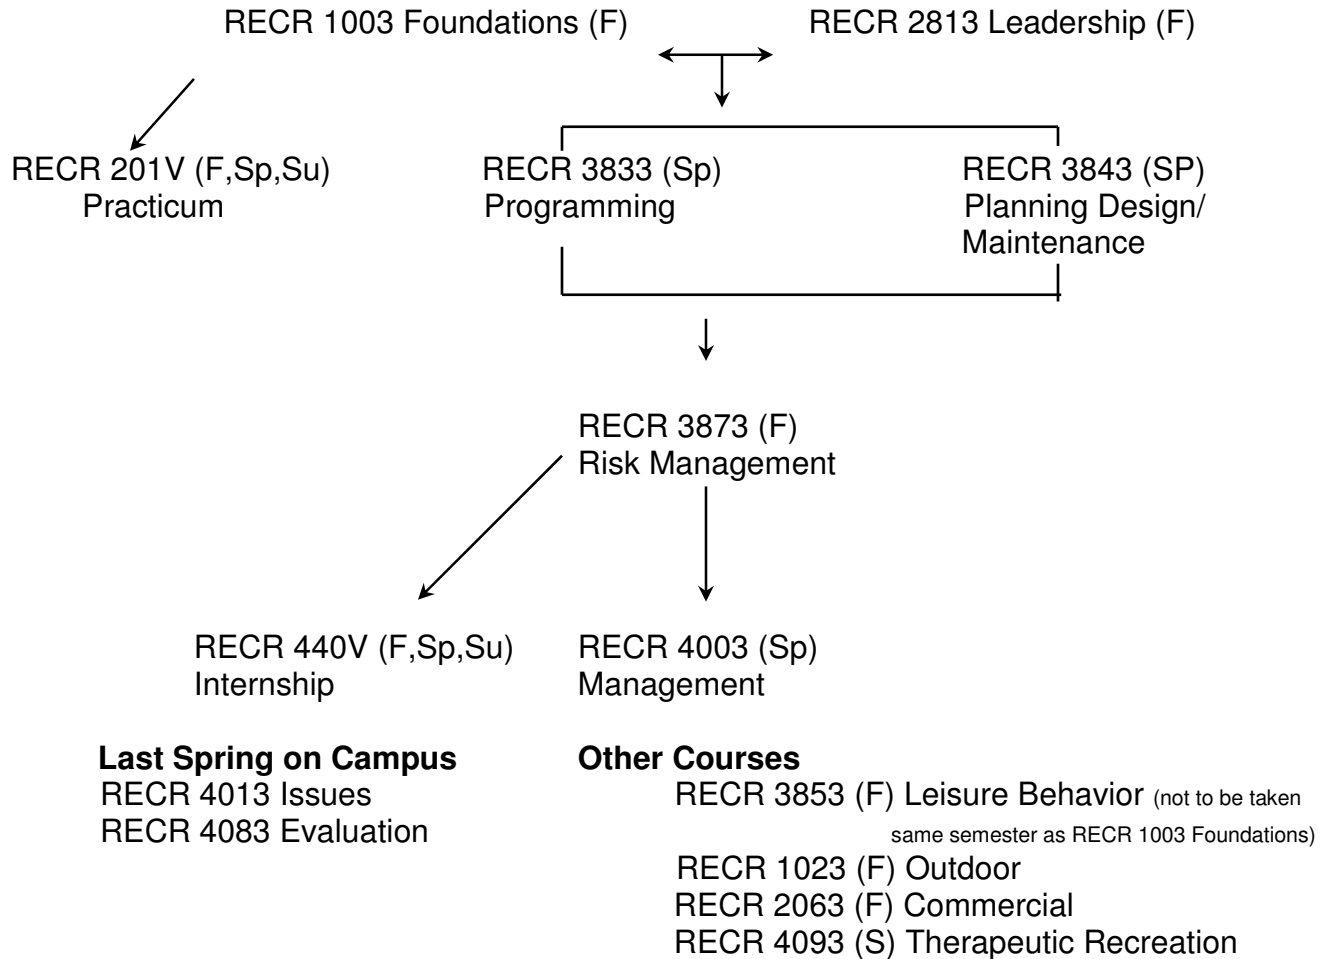 RECR 1003 Foundations (F)
RECR 2813 Leadership (F)
RECR 201V (F,Sp,Su)
Practicum
RECR 3833 (Sp)
Programming
RECR 3843 (SP)
Planning Design/
Maintenance
RECR 3873 (F)
Risk Management
RECR 440V (F,Sp,Su)
Internship
RECR 4003 (Sp)
Management
Last Spring on Campus
RECR 4013 Issues
RECR 4083 Evaluation
Other Courses
RECR 3853 (F) Leisure Behavior (not to be taken
same semester as RECR 1003 Foundations)
RECR 1023 (F) Outdoor
RECR 2063 (F) Commercial
RECR 4093 (S) Therapeutic Recreation